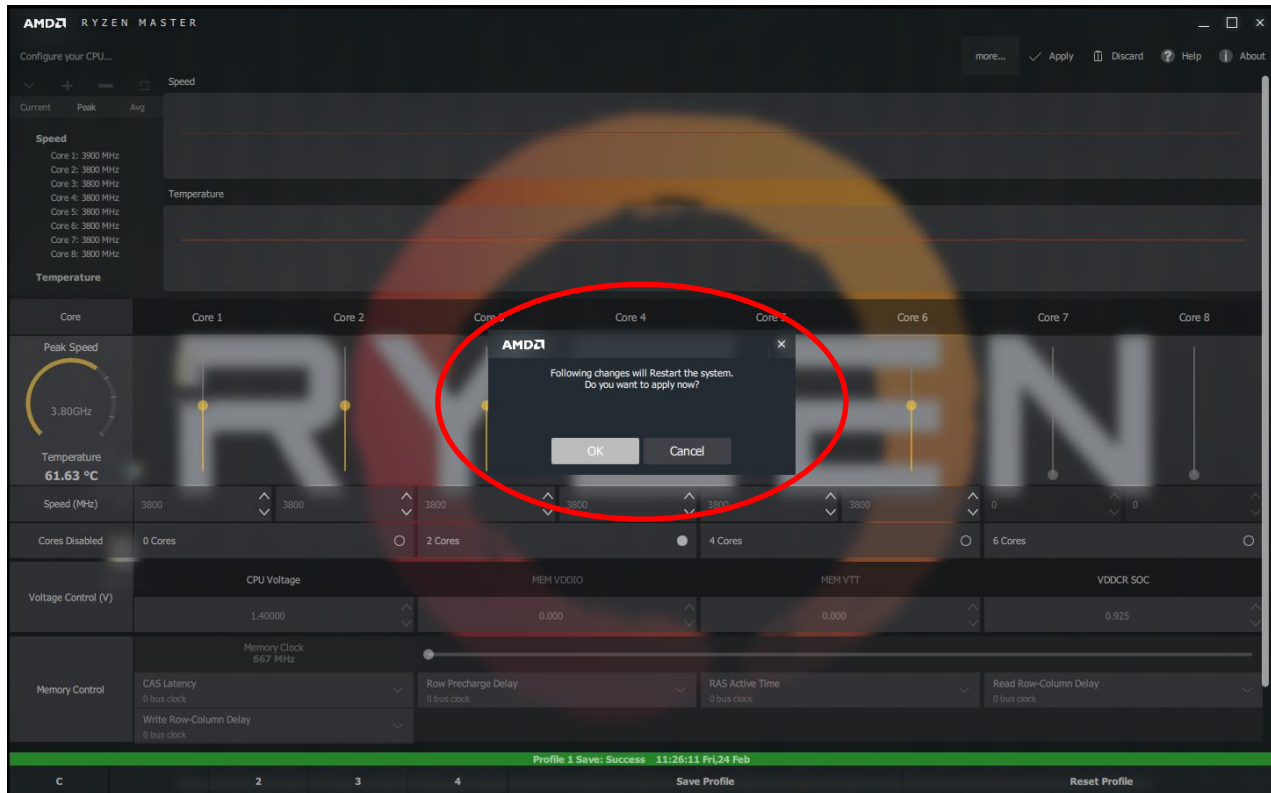 AMD RYZEN MASTER
Configure your CPU...
more... Apply Discard Help About
Speed
Current Peak Avg
Speed
Core 1: 3900 MHz
Core 2: 3800 MHz
Core 3: 3800 MHz
Core 4: 3800 MHz
Core 5: 3800 MHz
Core 6: 3800 MHz
Core 7: 3800 MHz
Core 8: 3800 MHz
Temperature
Temperature
Core Core 1 Core 2 Core 3 Core 4 Core 5 Core 6 Core 7 Core 8
Peak Speed
3.80GHz
Temperature
61.63 °C
RYZEN
AMD
Following changes will Restart the system.
Do you want to apply now?
OK Cancel
Speed (MHz) 3800 3800 3800 3800 3800 3800 0 0
Cores Disabled 0 Cores 2 Cores 4 Cores 6 Cores
Voltage Control (V)
CPU Voltage MEM VDDIO MEM VTT VDDCR SOC
1.40000 0.000 0.000 0.925
Memory Control
Memory Clock
667 MHz
CAS Latency Row Precharge Delay RAS Active Time Read Row-Column Delay
0 bus clock 0 bus clock 0 bus clock 0 bus clock
Write Row-Column Delay
0 bus clock
Profile 1 Save: Success 11:26:11 Fri,24 Feb
C 2 3 4 Save Profile Reset Profile